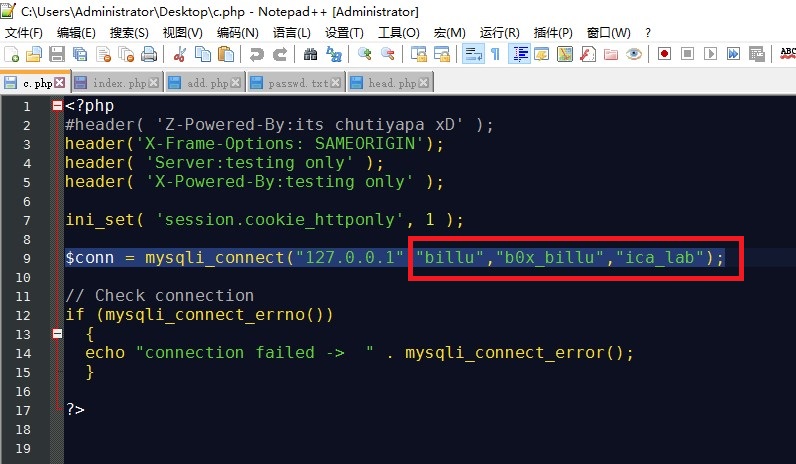 C:\Users\Administrator\Desktop\c.php - Notepad++ [Administrator]
文件(F) 编辑(E) 搜索(S) 视图(V) 编码(N) 语言(L) 设置(T) 工具(O) 宏(M) 运行(R) 插件(P) 窗口(W) ?
ABC
c.php index.php add.php passwd.txt head.php
1 <?php
2 #header( 'Z-Powered-By:its chutiyapa xD' );
3 header('X-Frame-Options: SAMEORIGIN');
4 header( 'Server:testing only' );
5 header( 'X-Powered-By:testing only' );
6
7 ini_set( 'session.cookie_httponly', 1 );
8
9 $conn = mysqli_connect("127.0.0.1" "billu","b0x_billu","ica_lab");
10
11 // Check connection
12 if (mysqli_connect_errno())
13 {
14 echo "connection failed ->  " . mysqli_connect_error();
15 }
16
17 ?>
18
19